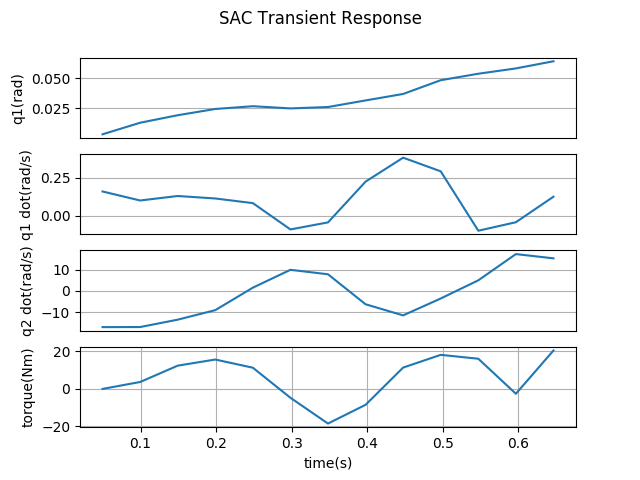 SAC Transient Response
q1(rad)
0.050
0.025
q1 dot(rad/s)
0.25
0.00
q2 dot(rad/s)
10
0
−10
torque(Nm)
20
0
−20
0.1 0.2 0.3 0.4 0.5 0.6
time(s)